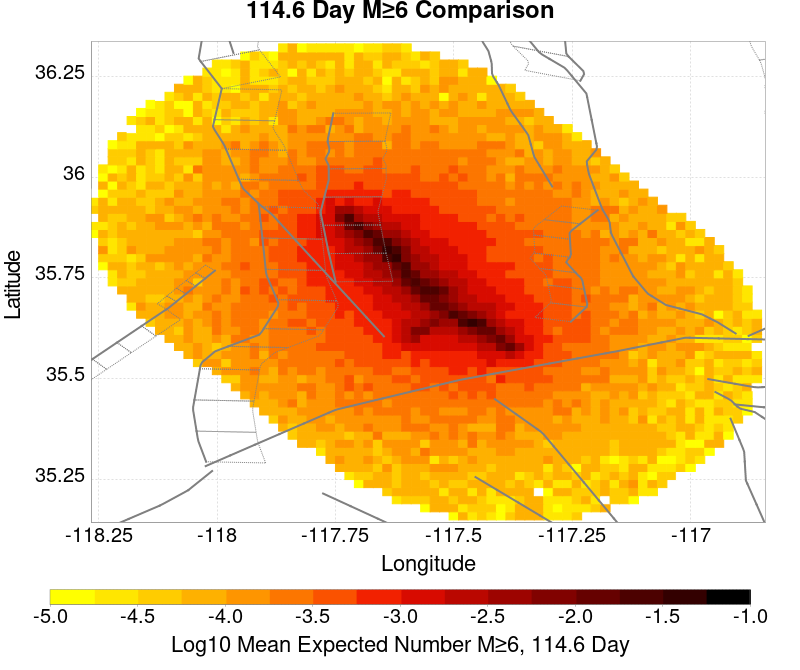 114.6 Day M≥6 Comparison
36.25
36
35.75
35.5
35.25
Latitude
-118.25 -118 -117.75 -117.5 -117.25 -117
Longitude
-5.0 -4.5 -4.0 -3.5 -3.0 -2.5 -2.0 -1.5 -1.0
Log10 Mean Expected Number M≥6, 114.6 Day